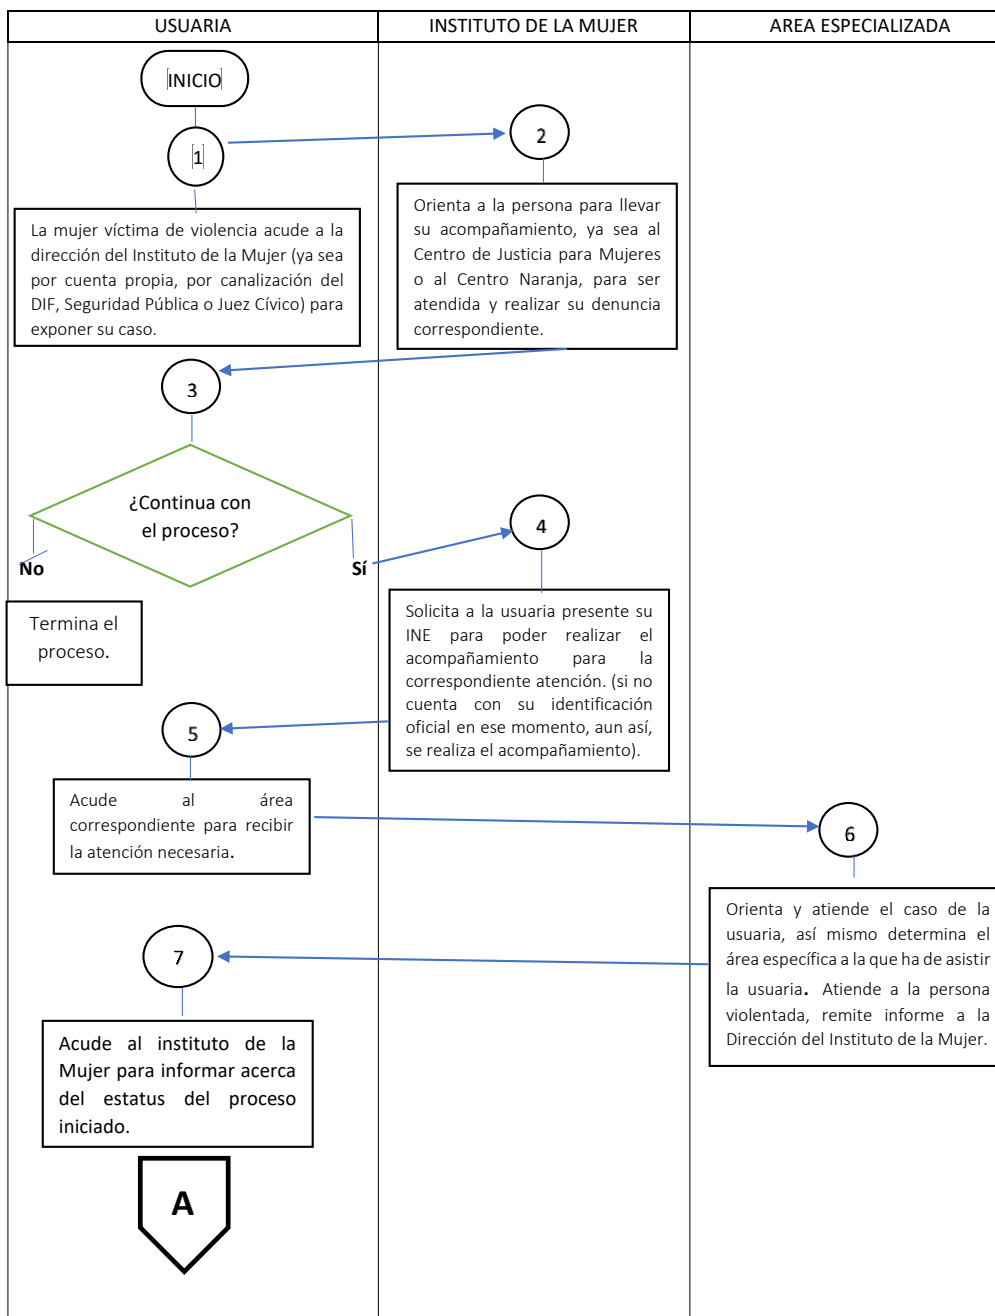 USUARIA
INSTITUTO DE LA MUJER
AREA ESPECIALIZADA
INICIO
1
2
La mujer víctima de violencia acude a la
dirección del Instituto de la Mujer (ya sea
por cuenta propia, por canalización del
DIF, Seguridad Pública o Juez Cívico) para
exponer su caso.
Orienta a la persona para llevar
su acompañamiento, ya sea al
Centro de Justicia para Mujeres
o al Centro Naranja, para ser
atendida y realizar su denuncia
correspondiente.
3
¿Continua con
el proceso?
No
Sí
Termina el
proceso.
4
Solicita a la usuaria presente su
INE para poder realizar el
acompañamiento para la
correspondiente atención. (si no
cuenta con su identificación
oficial en ese momento, aun así,
se realiza el acompañamiento).
5
Acude al área
correspondiente para recibir
la atención necesaria.
6
Orienta y atiende el caso de la
usuaria, así mismo determina el
área específica a la que ha de asistir
la usuaria. Atiende a la persona
violentada, remite informe a la
Dirección del Instituto de la Mujer.
7
Acude al instituto de la
Mujer para informar acerca
del estatus del proceso
iniciado.
A